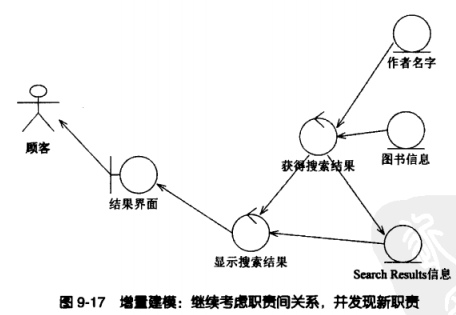 作者名字
顾客
获得搜索结果
图书信息
结果界面
显示搜索结果
Search Results信息
图 9-17 增量建模：继续考虑职责间关系，并发现新职责